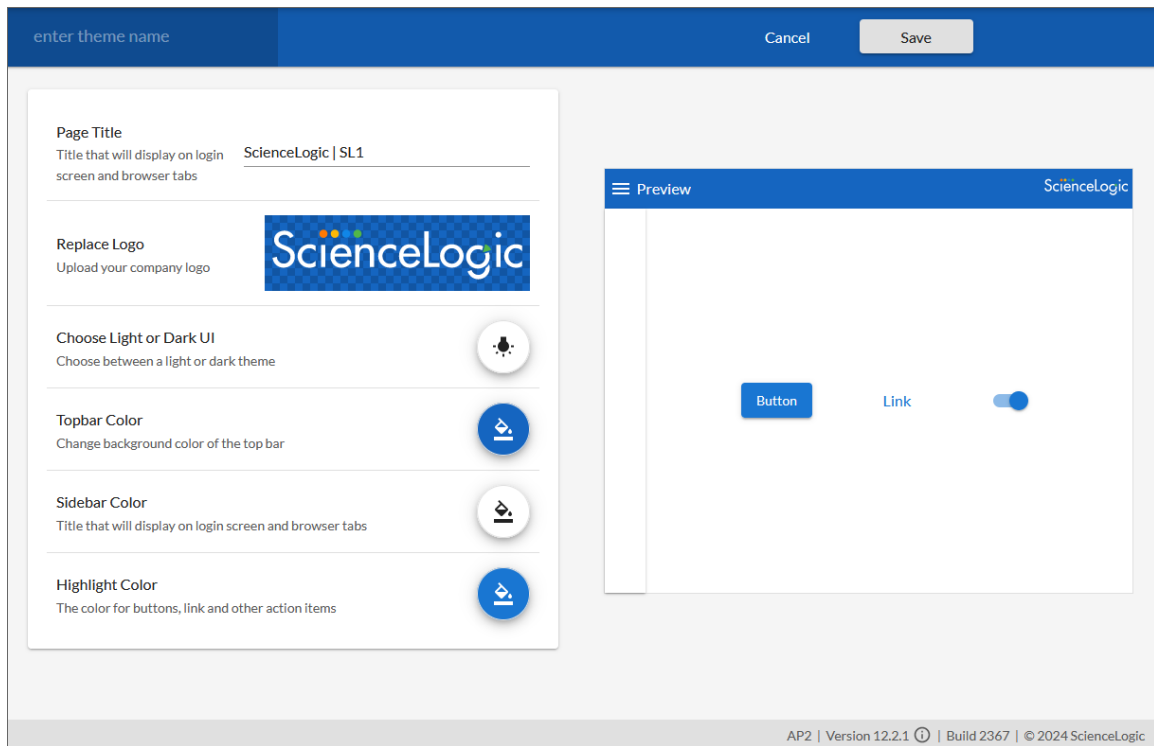 enter theme name
Cancel
Save
Page Title
Title that will display on login
screen and browser tabs
ScienceLogic | SL1
Replace Logo
Upload your company logo
ScienceLogic
Choose Light or Dark UI
Choose between a light or dark theme
Topbar Color
Change background color of the top bar
Sidebar Color
Title that will display on login screen and browser tabs
Highlight Color
The color for buttons, link and other action items
Preview
ScienceLogic
Button
Link
AP2 | Version 12.2.1 | Build 2367 | © 2024 ScienceLogic